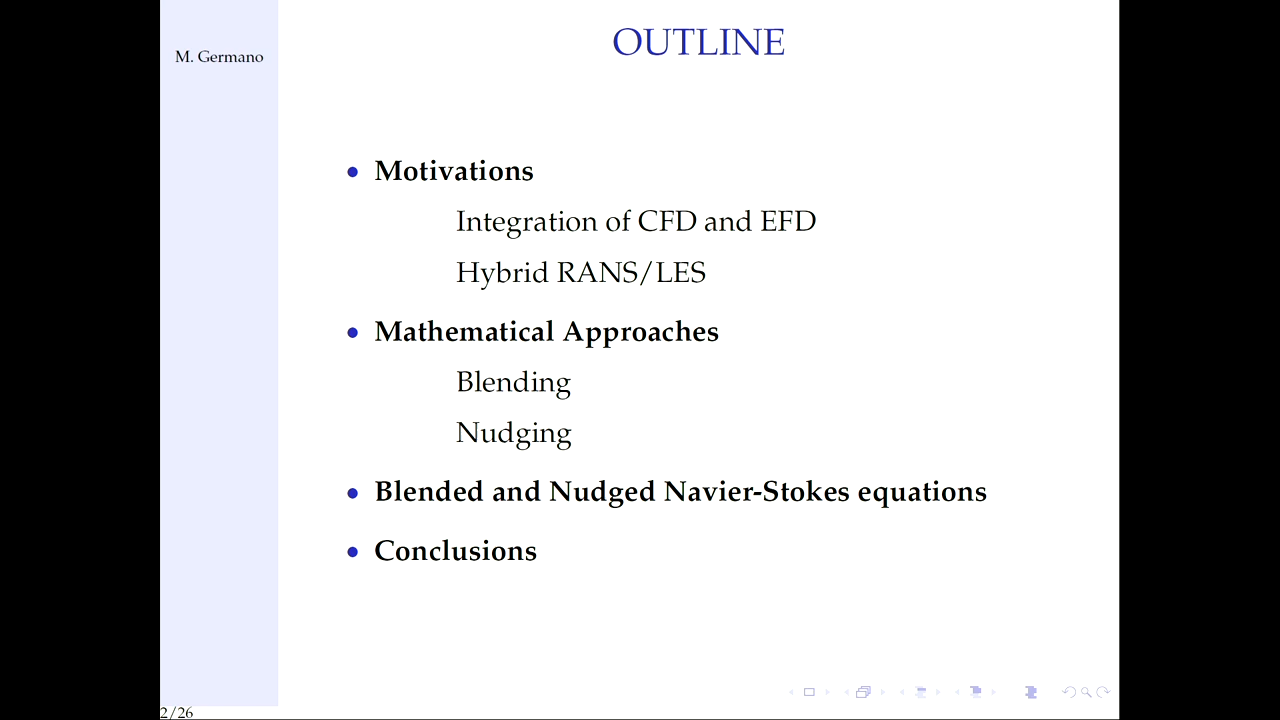 M. Germano
OUTLINE
• Motivations
Integration of CFD and EFD
Hybrid RANS/LES
• Mathematical Approaches
Blending
Nudging
• Blended and Nudged Navier-Stokes equations
• Conclusions
2/26